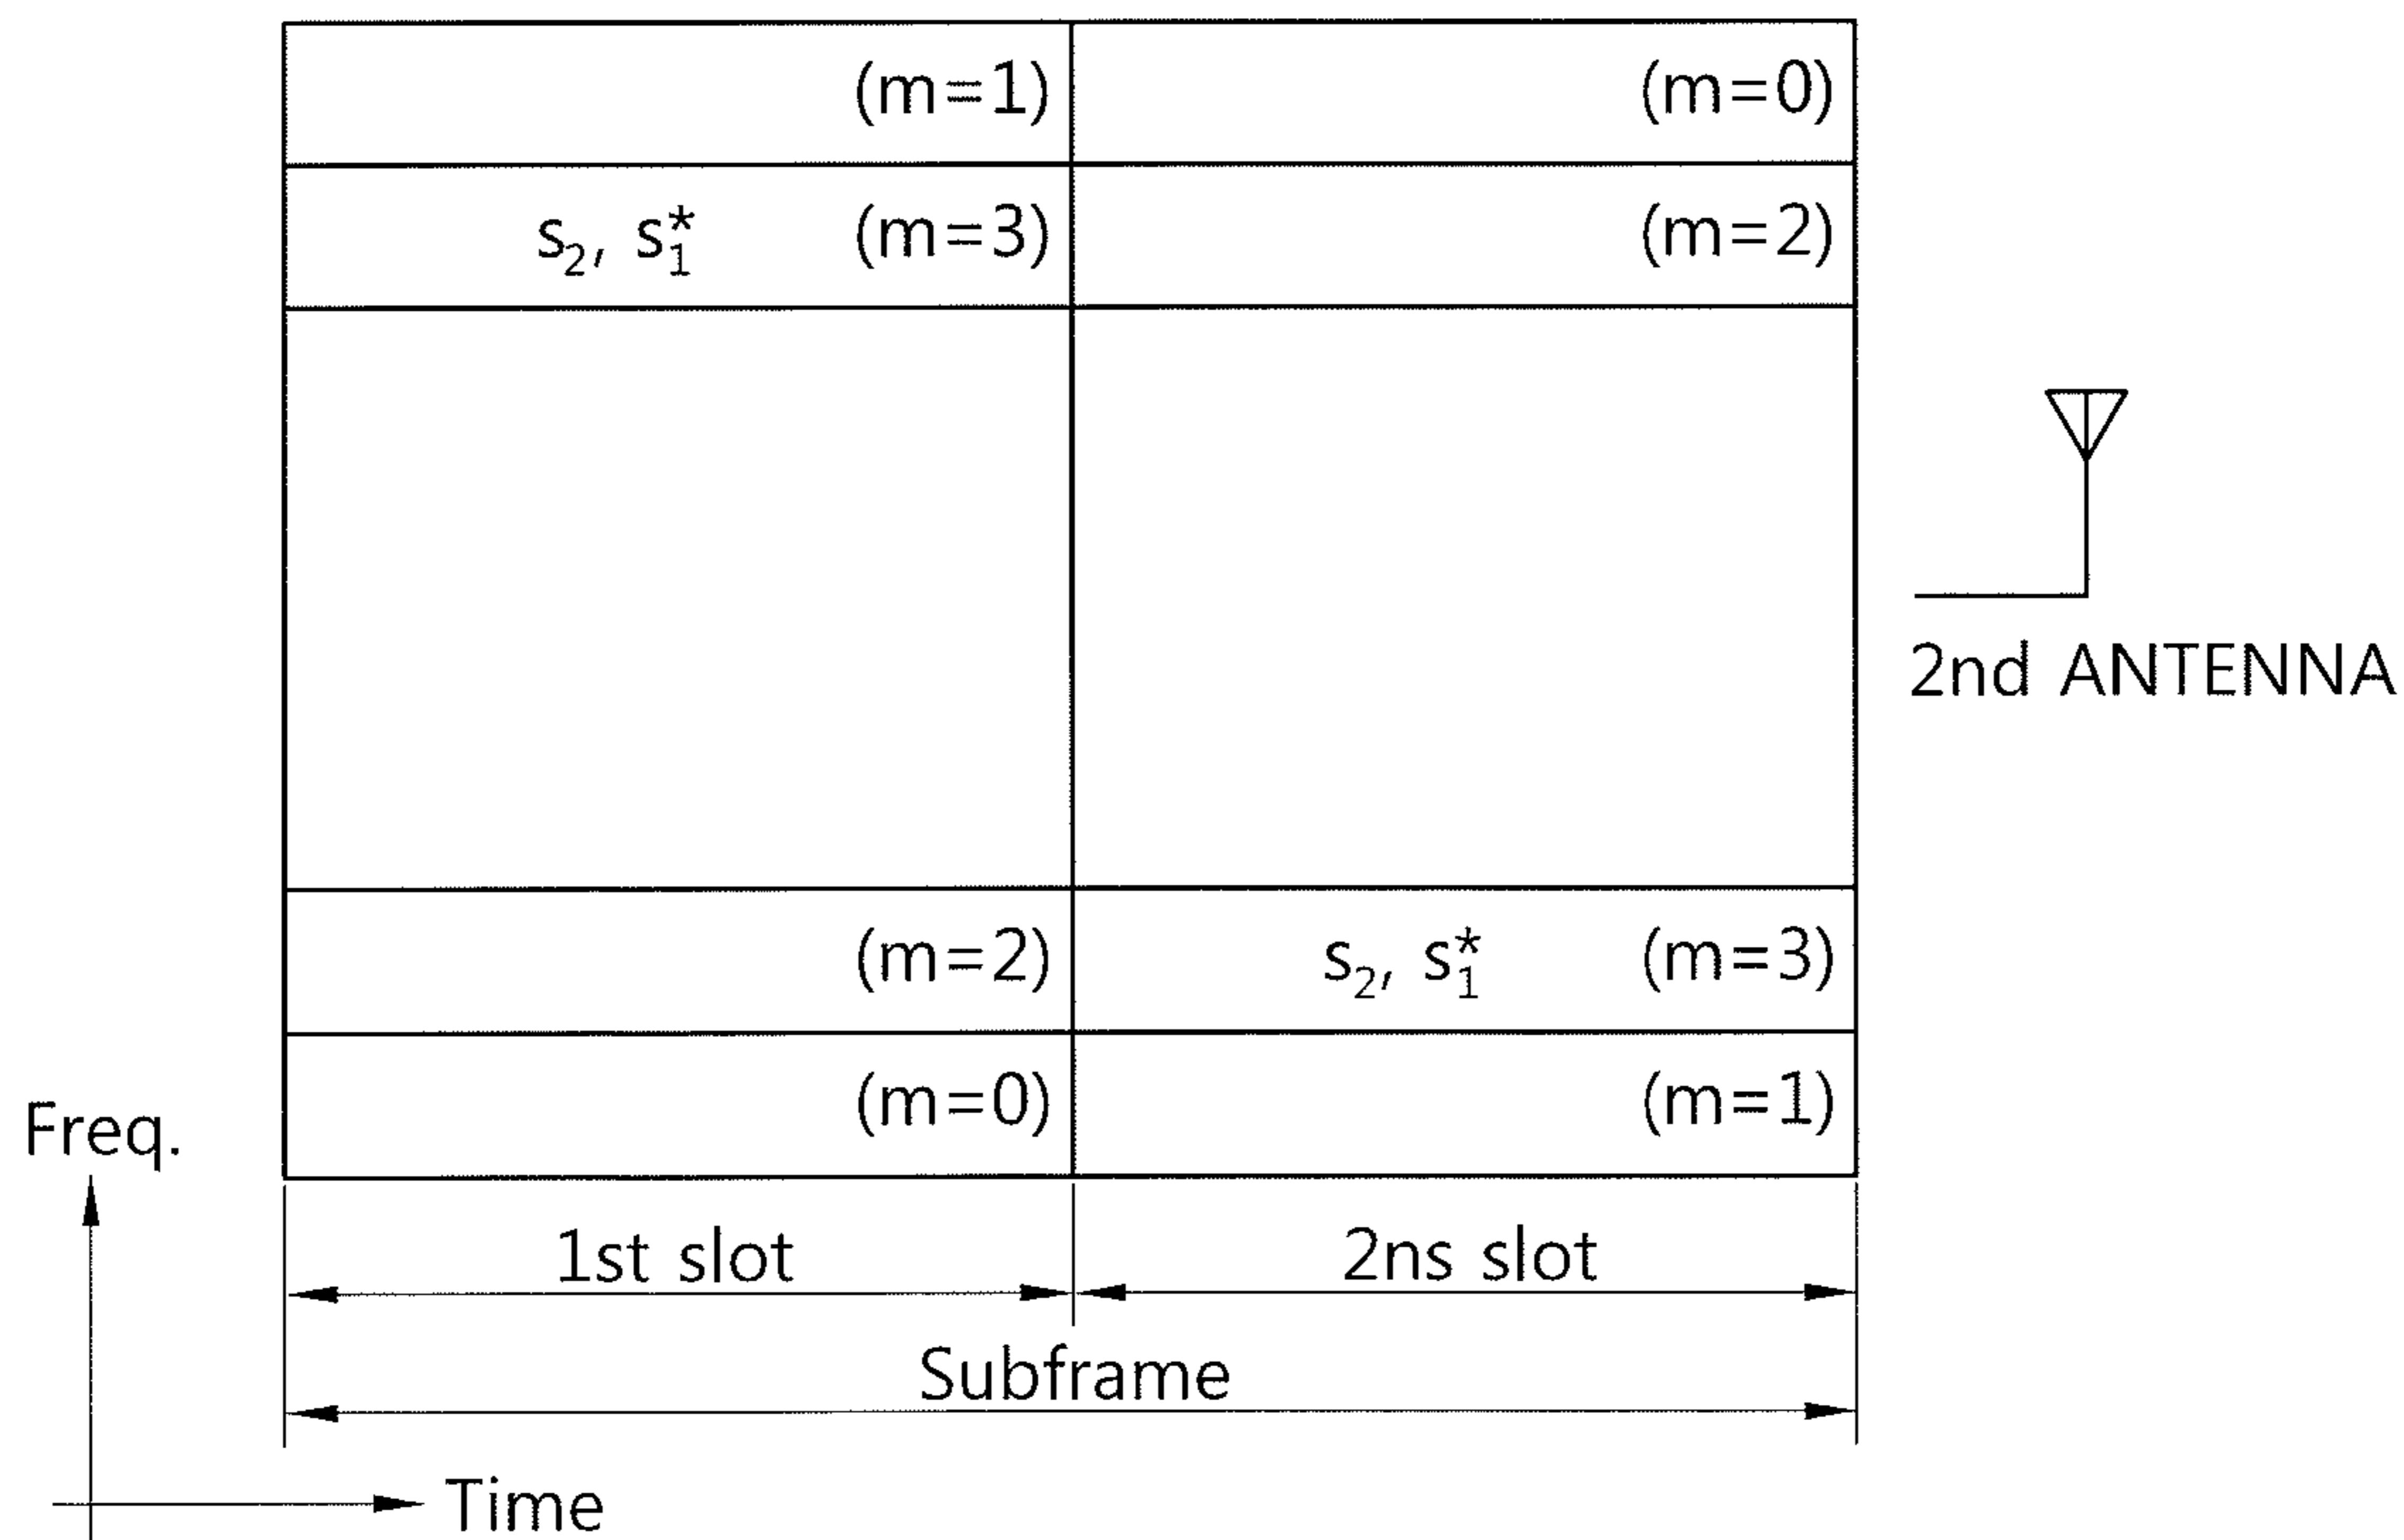 (m=1) (m=0)
s₂, s₁* (m=3) (m=2)
2nd ANTENNA
(m=2) s₂, s₁* (m=3)
(m=0) (m=1)
Freq.
1st slot 2ns slot
Subframe
Time